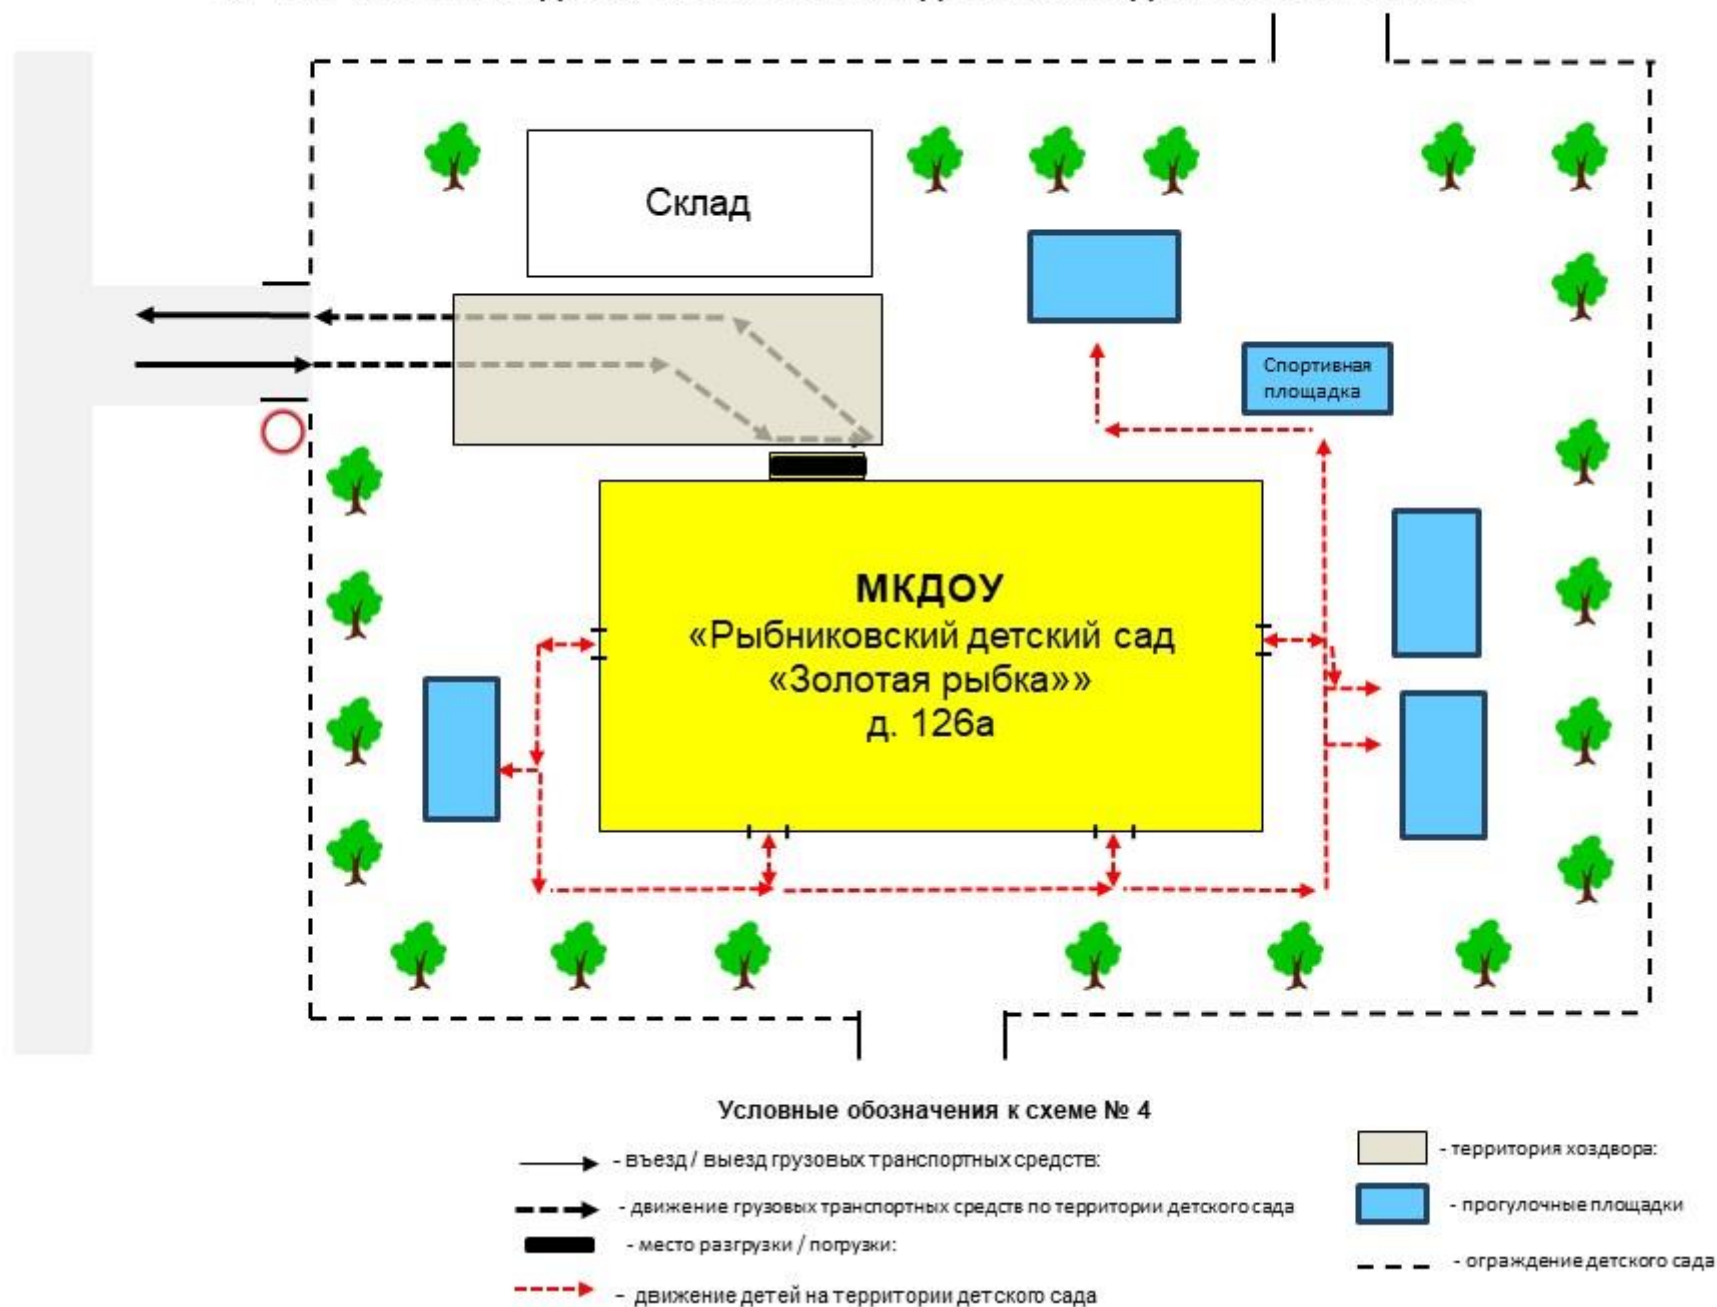 Склад
Спортивная
площадка
МКДОУ
«Рыбниковский детский сад
«Золотая рыбка»»
д. 126а
Условные обозначения к схеме № 4
- въезд / выезд грузовых транспортных средств:
- движение грузовых транспортных средств по территории детского сада
- место разгрузки / погрузки:
- движение детей на территории детского сада
- территория хоздвора:
- прогулочные площадки
- ограждение детского сада